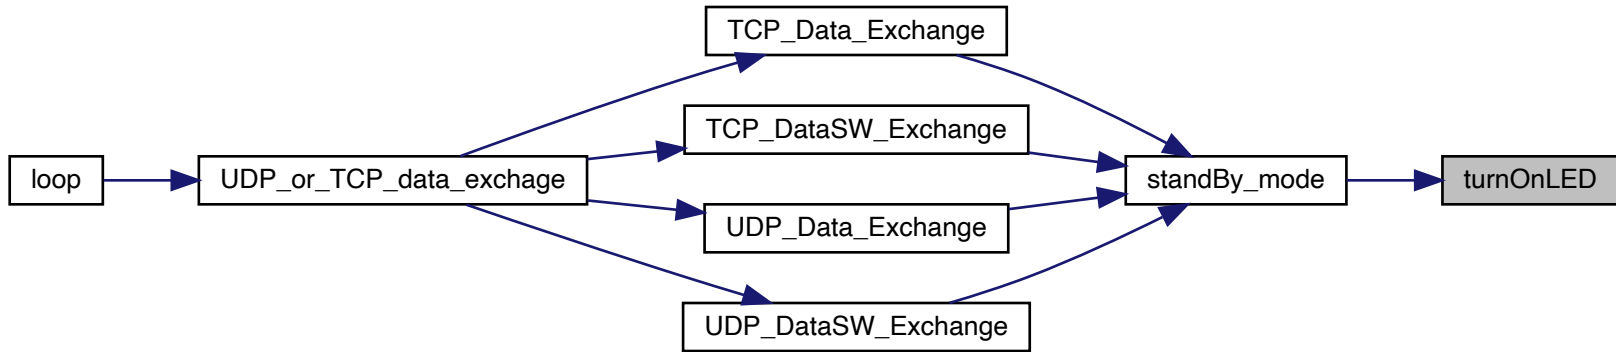 TCP_Data_Exchange
TCP_DataSW_Exchange
loop
UDP_or_TCP_data_exchage
standBy_mode
turnOnLED
UDP_Data_Exchange
UDP_DataSW_Exchange